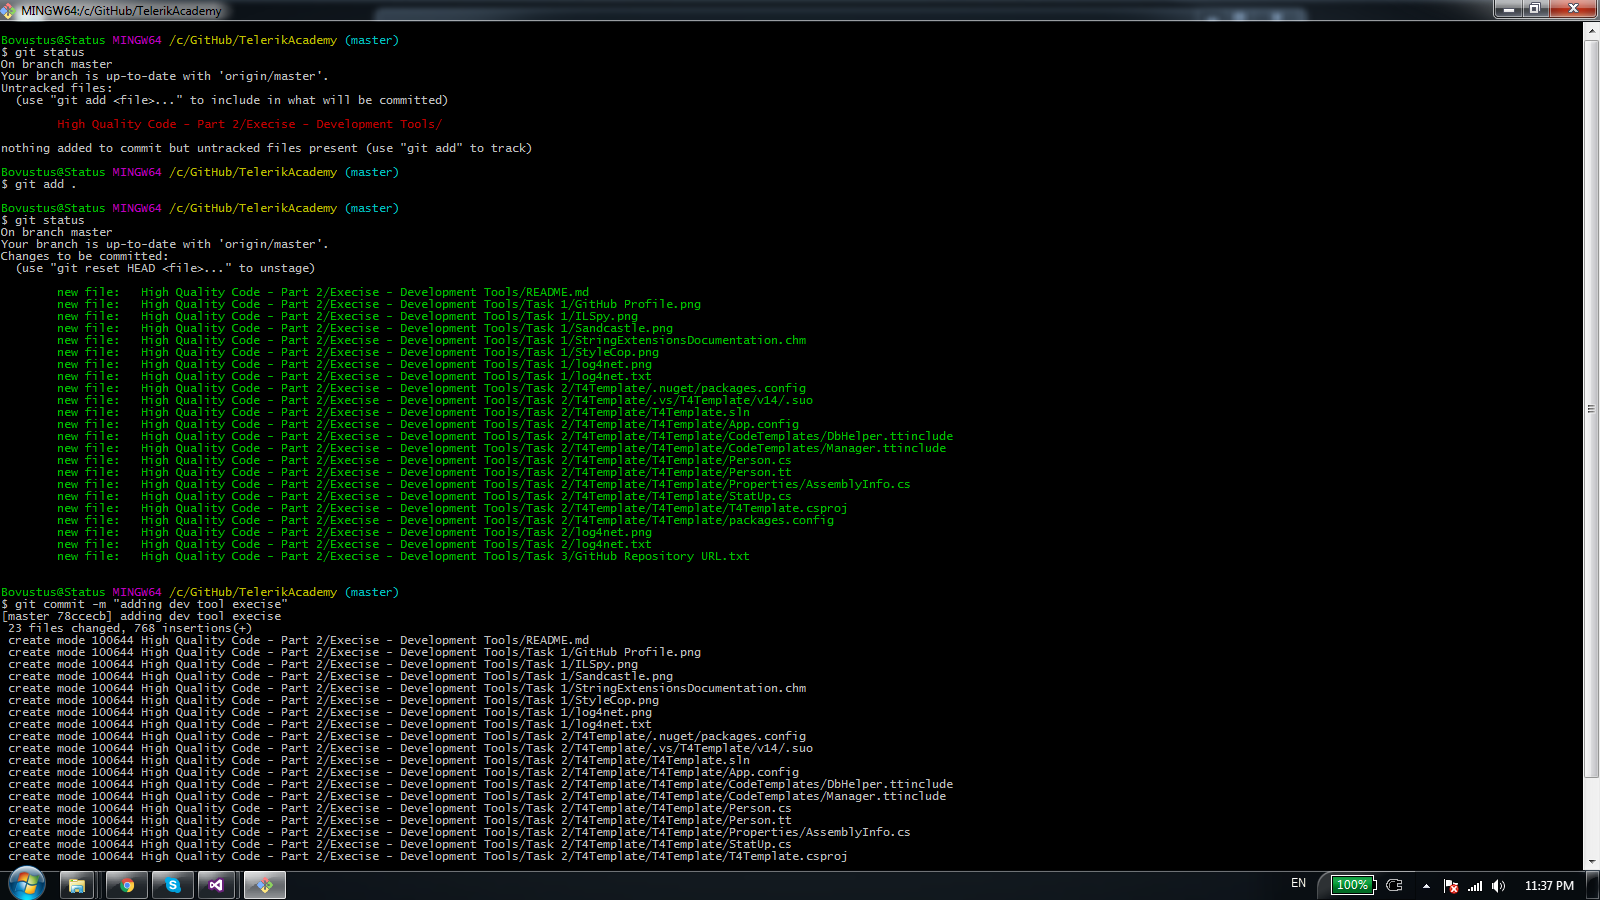 MINGW64:/c/GitHub/TelerikAcademy
Bovustus@Status MINGW64 /c/GitHub/TelerikAcademy (master)
$ git status
On branch master
Your branch is up-to-date with 'origin/master'.
Untracked files:
  (use "git add <file>..." to include in what will be committed)
        High Quality Code - Part 2/Execise - Development Tools/
nothing added to commit but untracked files present (use "git add" to track)
Bovustus@Status MINGW64 /c/GitHub/TelerikAcademy (master)
$ git add .
Bovustus@Status MINGW64 /c/GitHub/TelerikAcademy (master)
$ git status
On branch master
Your branch is up-to-date with 'origin/master'.
Changes to be committed:
  (use "git reset HEAD <file>..." to unstage)
        new file:   High Quality Code - Part 2/Execise - Development Tools/README.md
        new file:   High Quality Code - Part 2/Execise - Development Tools/Task 1/GitHub Profile.png
        new file:   High Quality Code - Part 2/Execise - Development Tools/Task 1/ILSpy.png
        new file:   High Quality Code - Part 2/Execise - Development Tools/Task 1/Sandcastle.png
        new file:   High Quality Code - Part 2/Execise - Development Tools/Task 1/StringExtensionsDocumentation.chm
        new file:   High Quality Code - Part 2/Execise - Development Tools/Task 1/StyleCop.png
        new file:   High Quality Code - Part 2/Execise - Development Tools/Task 1/log4net.png
        new file:   High Quality Code - Part 2/Execise - Development Tools/Task 1/log4net.txt
        new file:   High Quality Code - Part 2/Execise - Development Tools/Task 2/T4Template/.nuget/packages.config
        new file:   High Quality Code - Part 2/Execise - Development Tools/Task 2/T4Template/.vs/T4Template/v14/.suo
        new file:   High Quality Code - Part 2/Execise - Development Tools/Task 2/T4Template/T4Template.sln
        new file:   High Quality Code - Part 2/Execise - Development Tools/Task 2/T4Template/T4Template/App.config
        new file:   High Quality Code - Part 2/Execise - Development Tools/Task 2/T4Template/T4Template/CodeTemplates/DbHelper.ttinclude
        new file:   High Quality Code - Part 2/Execise - Development Tools/Task 2/T4Template/T4Template/CodeTemplates/Manager.ttinclude
        new file:   High Quality Code - Part 2/Execise - Development Tools/Task 2/T4Template/T4Template/Person.cs
        new file:   High Quality Code - Part 2/Execise - Development Tools/Task 2/T4Template/T4Template/Person.tt
        new file:   High Quality Code - Part 2/Execise - Development Tools/Task 2/T4Template/T4Template/Properties/AssemblyInfo.cs
        new file:   High Quality Code - Part 2/Execise - Development Tools/Task 2/T4Template/T4Template/StatUp.cs
        new file:   High Quality Code - Part 2/Execise - Development Tools/Task 2/T4Template/T4Template/T4Template.csproj
        new file:   High Quality Code - Part 2/Execise - Development Tools/Task 2/T4Template/T4Template/packages.config
        new file:   High Quality Code - Part 2/Execise - Development Tools/Task 2/log4net.png
        new file:   High Quality Code - Part 2/Execise - Development Tools/Task 2/log4net.txt
        new file:   High Quality Code - Part 2/Execise - Development Tools/Task 3/GitHub Repository URL.txt
Bovustus@Status MINGW64 /c/GitHub/TelerikAcademy (master)
$ git commit -m "adding dev tool execise"
[master 78ccecb] adding dev tool execise
 23 files changed, 768 insertions(+)
 create mode 100644 High Quality Code - Part 2/Execise - Development Tools/README.md
 create mode 100644 High Quality Code - Part 2/Execise - Development Tools/Task 1/GitHub Profile.png
 create mode 100644 High Quality Code - Part 2/Execise - Development Tools/Task 1/ILSpy.png
 create mode 100644 High Quality Code - Part 2/Execise - Development Tools/Task 1/Sandcastle.png
 create mode 100644 High Quality Code - Part 2/Execise - Development Tools/Task 1/StringExtensionsDocumentation.chm
 create mode 100644 High Quality Code - Part 2/Execise - Development Tools/Task 1/StyleCop.png
 create mode 100644 High Quality Code - Part 2/Execise - Development Tools/Task 1/log4net.png
 create mode 100644 High Quality Code - Part 2/Execise - Development Tools/Task 1/log4net.txt
 create mode 100644 High Quality Code - Part 2/Execise - Development Tools/Task 2/T4Template/.nuget/packages.config
 create mode 100644 High Quality Code - Part 2/Execise - Development Tools/Task 2/T4Template/.vs/T4Template/v14/.suo
 create mode 100644 High Quality Code - Part 2/Execise - Development Tools/Task 2/T4Template/T4Template.sln
 create mode 100644 High Quality Code - Part 2/Execise - Development Tools/Task 2/T4Template/T4Template/App.config
 create mode 100644 High Quality Code - Part 2/Execise - Development Tools/Task 2/T4Template/T4Template/CodeTemplates/DbHelper.ttinclude
 create mode 100644 High Quality Code - Part 2/Execise - Development Tools/Task 2/T4Template/T4Template/CodeTemplates/Manager.ttinclude
 create mode 100644 High Quality Code - Part 2/Execise - Development Tools/Task 2/T4Template/T4Template/Person.cs
 create mode 100644 High Quality Code - Part 2/Execise - Development Tools/Task 2/T4Template/T4Template/Person.tt
 create mode 100644 High Quality Code - Part 2/Execise - Development Tools/Task 2/T4Template/T4Template/Properties/AssemblyInfo.cs
 create mode 100644 High Quality Code - Part 2/Execise - Development Tools/Task 2/T4Template/T4Template/StatUp.cs
 create mode 100644 High Quality Code - Part 2/Execise - Development Tools/Task 2/T4Template/T4Template/T4Template.csproj
EN 100% 11:37 PM